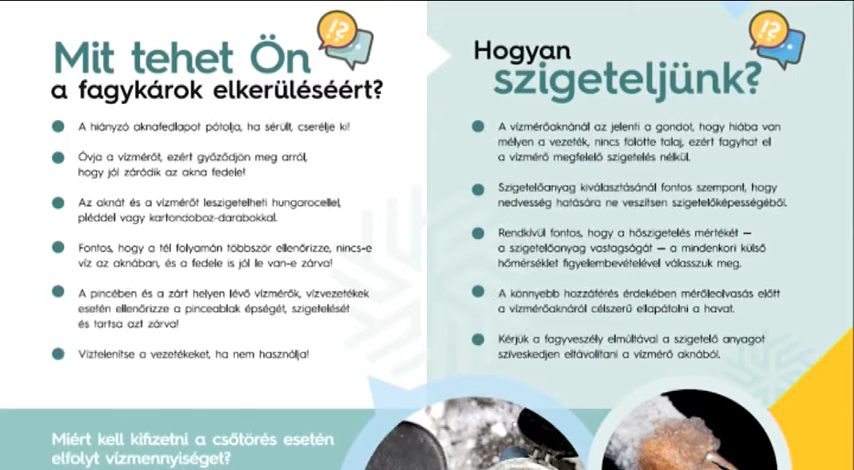 Mit tehet Ön
a fagykárok elkerüléséért?
A hiányzó aknafedlapot pótolja, ha sérült, cserélje ki!
Óvja a vízmérőt, ezért győződjön meg arról,
hogy jól záródik az akna fedele!
Az aknát és a vízmérőt leszigetelheti hungarocellel,
pléddel vagy kartondoboz-darabokkal.
Fontos, hogy a tél folyamán többször ellenőrizze, nincs-e
víz az aknában, és a fedele is jól le van-e zárva!
A pincében és a zárt helyen lévő vízmérők, vízvezetékek
esetén ellenőrizze a pinceablak épségét, szigetelését
és tartsa azt zárva!
Víztelenítse a vezetékeket, ha nem használja!
Miért kell kifizetni a csőtörés esetén
elfolyt vízmennyiséget?
!?
Hogyan
szigeteljünk?
A vízmérőaknánál az jelenti a gondot, hogy hiába van
mélyen a vezeték, nincs fölötte talaj, ezért fagyhat el
a vízmérő megfelelő szigetelés nélkül.
Szigetelőanyag kiválasztásánál fontos szempont, hogy
nedvesség hatására ne veszítsen szigetelőképességéből.
Rendkívül fontos, hogy a hőszigetelés mértékét –
a szigetelőanyag vastagságát – a mindenkori külső
hőmérséklet figyelembevételével válasszuk meg.
A könnyebb hozzáférés érdekében mérőleolvasás előtt
a vízmérőaknáról célszerű ellapátolni a havat.
Kérjük a fagyveszély elmúltával a szigetelő anyagot
szíveskedjen eltávolítani a vízmérő aknából.
!?